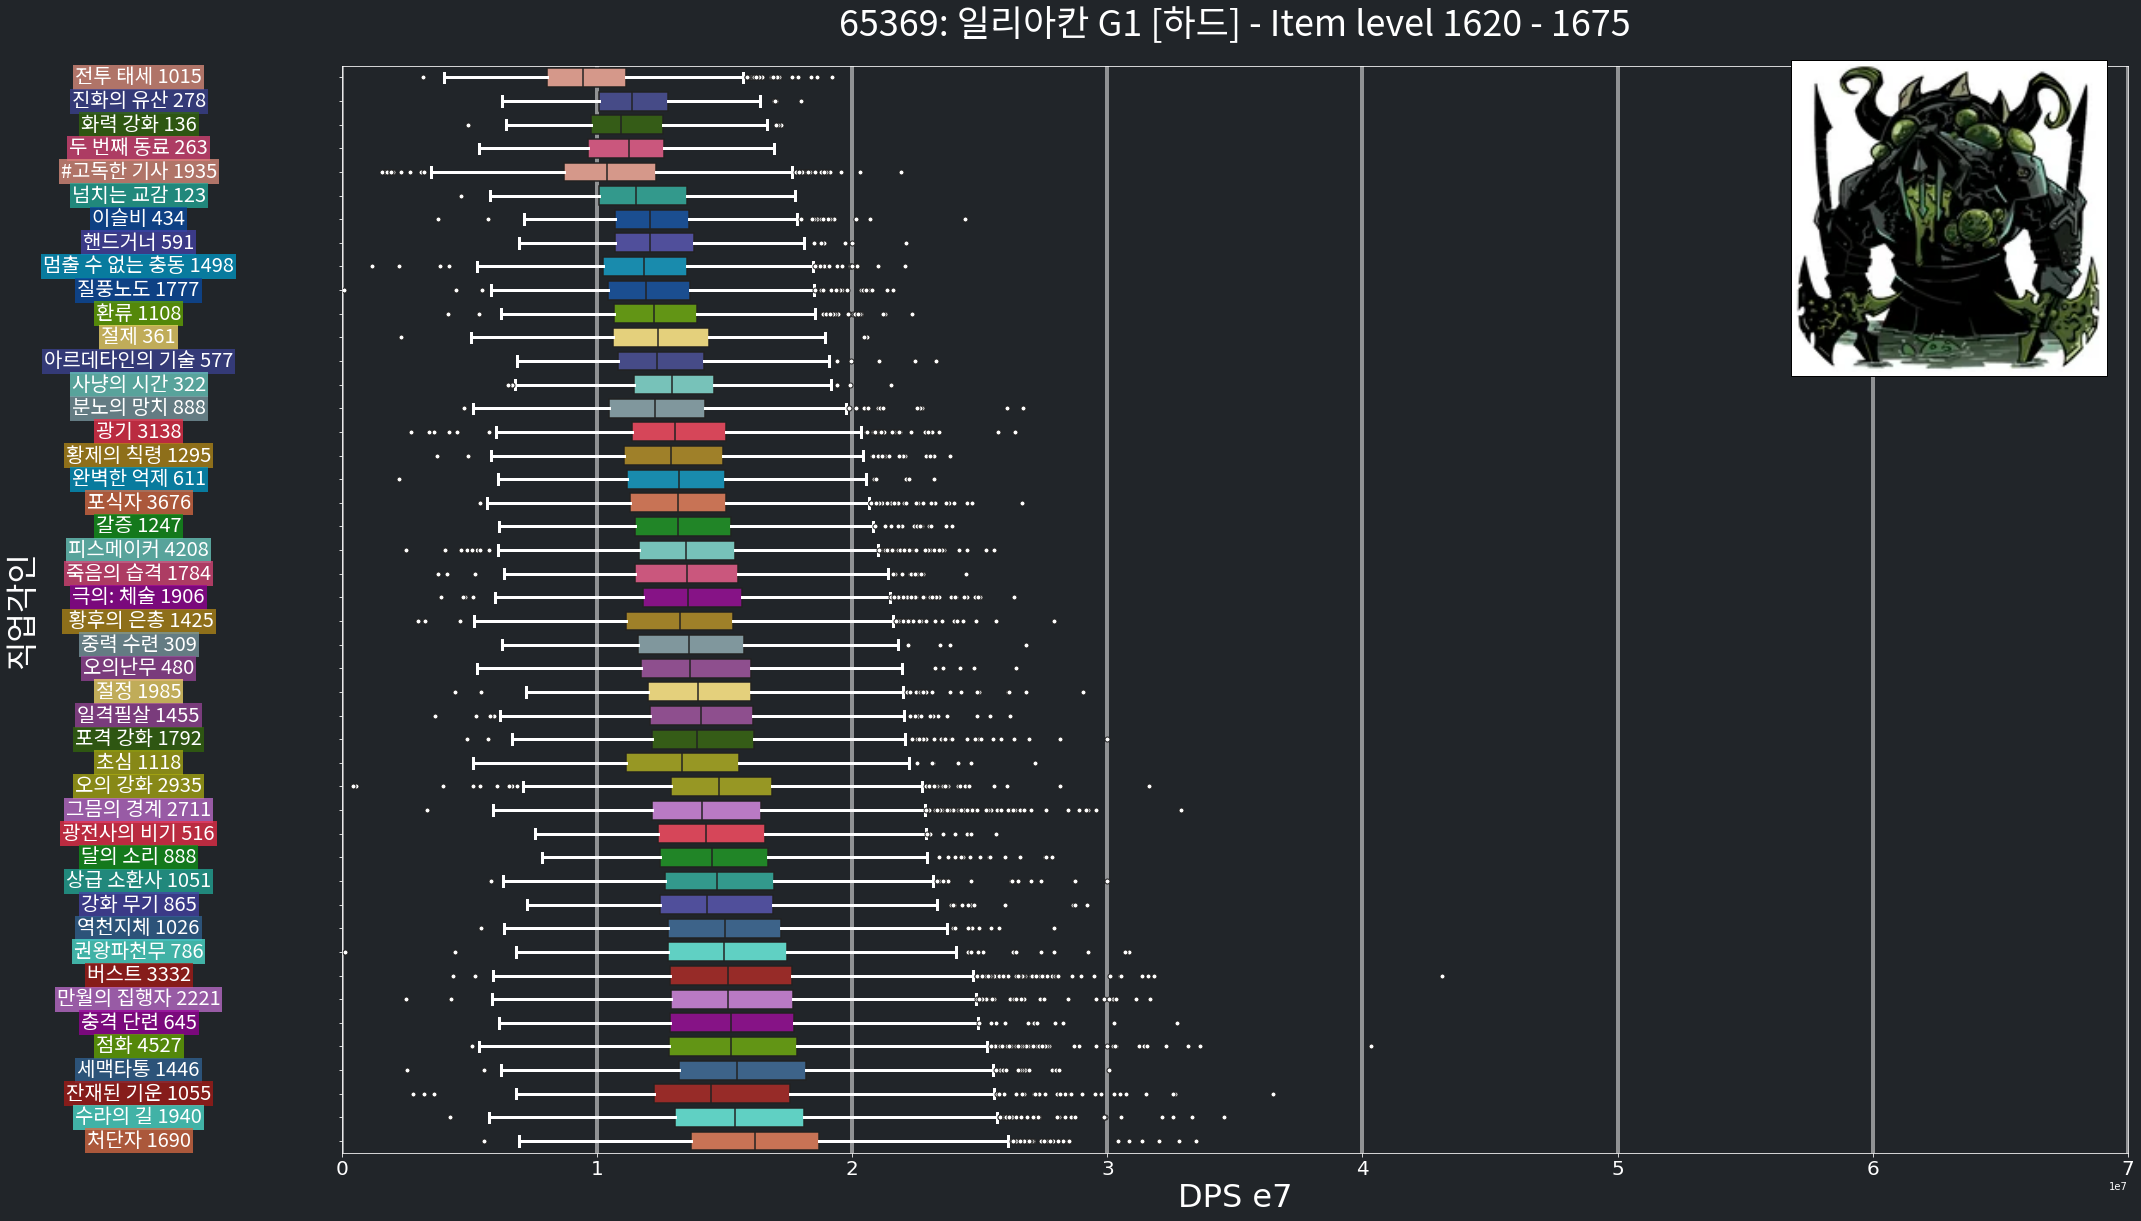 65369: 일리아칸 G1 [하드] - Item level 1620 - 1675
직업각인
전투 태세 1015
진화의 유산 278
화력 강화 136
두 번째 동료 263
#고독한 기사 1935
넘치는 교감 123
이슬비 434
핸드거너 591
멈출 수 없는 충동 1498
질풍노도 1777
환류 1108
절제 361
아르데타인의 기술 577
사냥의 시간 322
분노의 망치 888
광기 3138
황제의 칙령 1295
완벽한 억제 611
포식자 3676
갈증 1247
피스메이커 4208
죽음의 습격 1784
극의: 체술 1906
황후의 은총 1425
중력 수련 309
오의난무 480
절정 1985
일격필살 1455
포격 강화 1792
초심 1118
오의 강화 2935
그믐의 경계 2711
광전사의 비기 516
달의 소리 888
상급 소환사 1051
강화 무기 865
역천지체 1026
권왕파천무 786
버스트 3332
만월의 집행자 2221
충격 단련 645
점화 4527
세맥타통 1446
잔재된 기운 1055
수라의 길 1940
처단자 1690
0 1 2 3 4 5 6 7
DPS e7
1e7